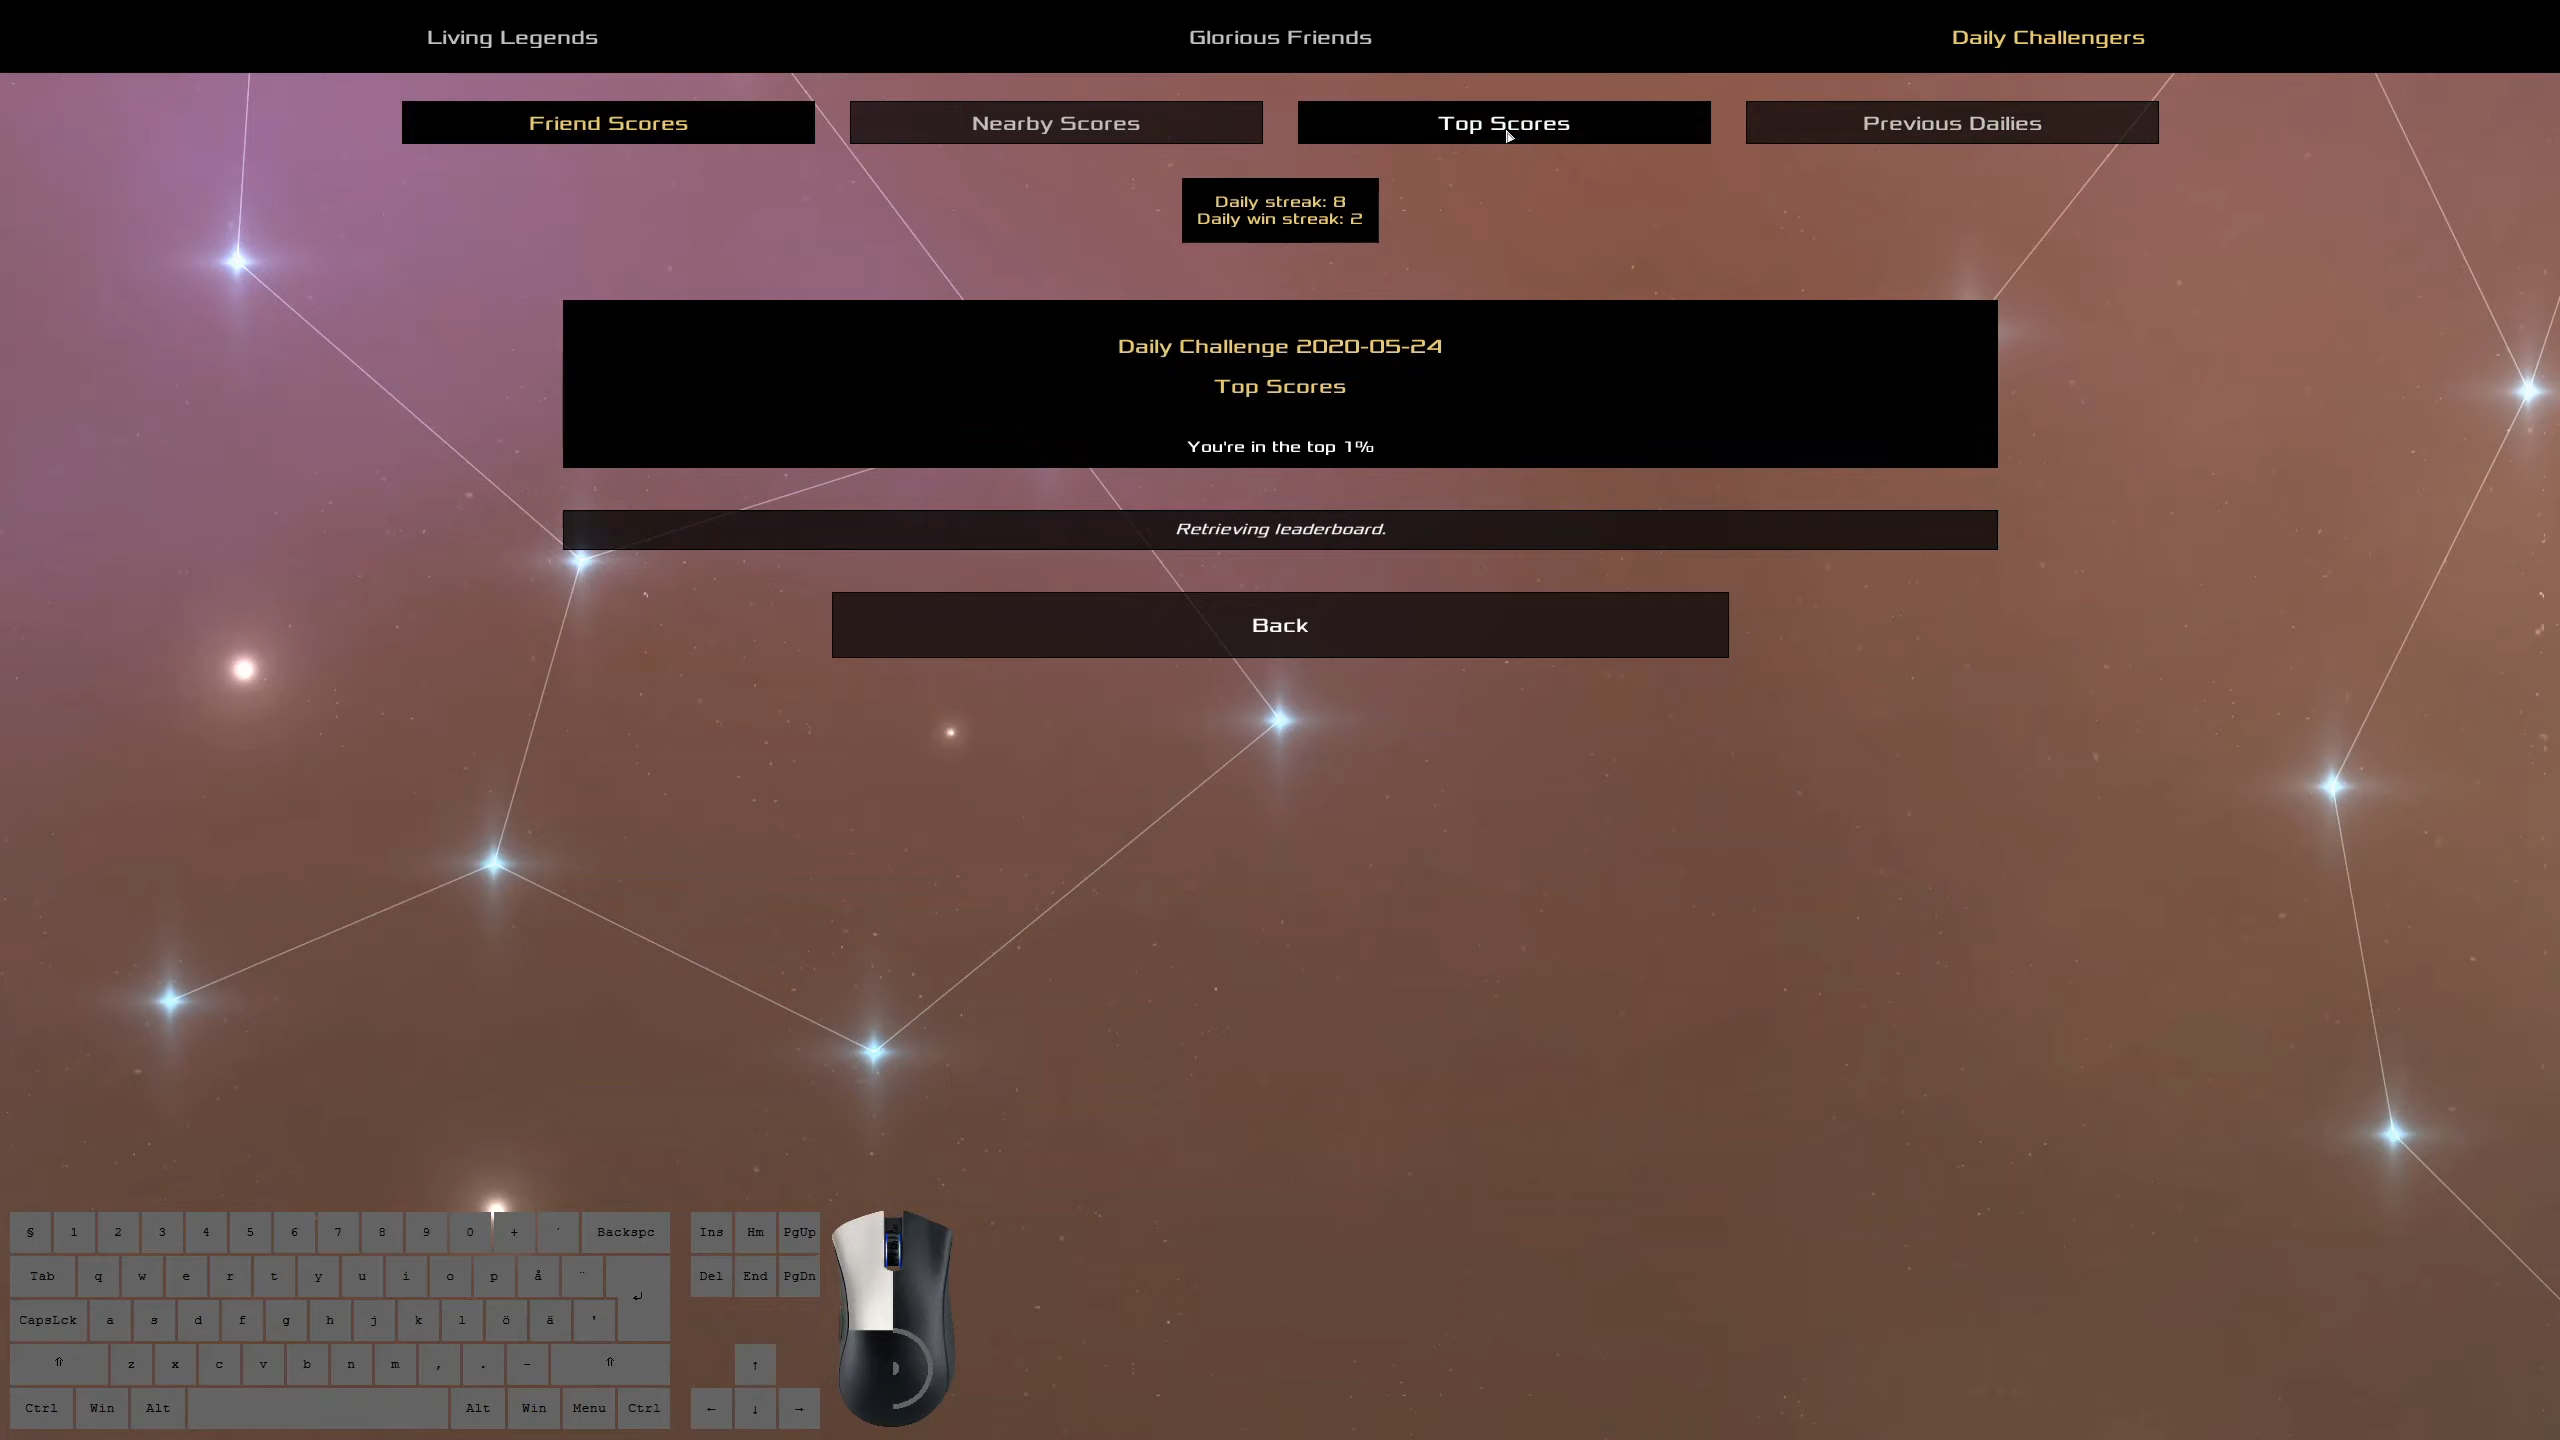 Living Legends
Glorious Friends
Daily Challengers
Friend Scores
Nearby Scores
Top Scores
Previous Dailies
Daily streak: 8
Daily win streak: 2
Daily Challenge 2020-05-24
Top Scores
You're in the top 1%
Retrieving leaderboard.
Back
§ 1 2 3 4 5 6 7 8 9 0 + ´ Backspc
Ins Hm PgUp
Tab q w e r t y u i o p å ¨
Del End PgDn
CapsLck a s d f g h j k l ö ä '
⇧ z x c v b n m , . - ⇧
↑
Ctrl Win Alt Alt Win Menu Ctrl
← ↓ →